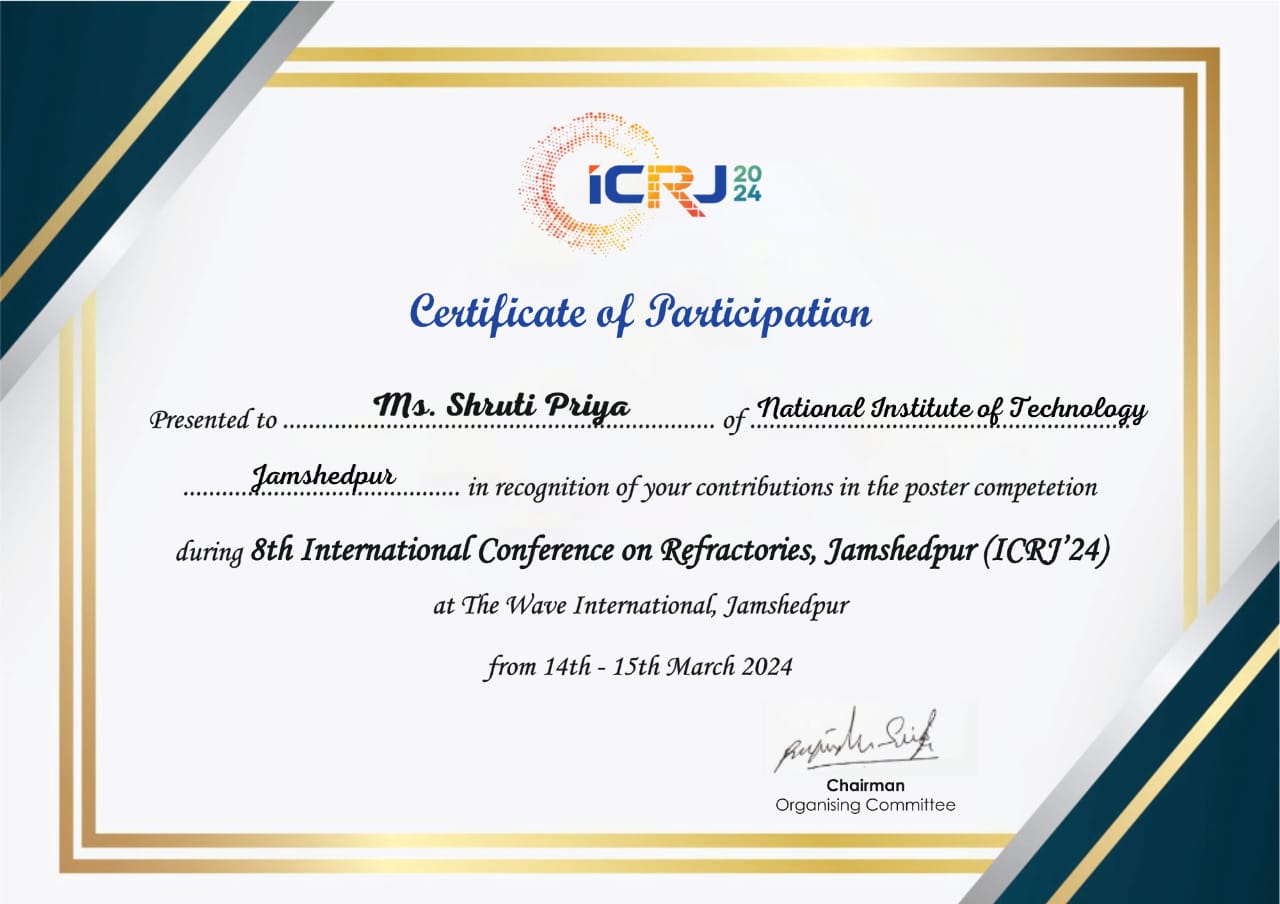 iCRJ 20
24
Certificate of Participation
Presented to Ms. Shruti Priya of National Institute of Technology
Jamshedpur in recognition of your contributions in the poster competetion
during 8th International Conference on Refractories, Jamshedpur (ICRJ’24)
at The Wave International, Jamshedpur
from 14th - 15th March 2024
Chairman
Organising Committee